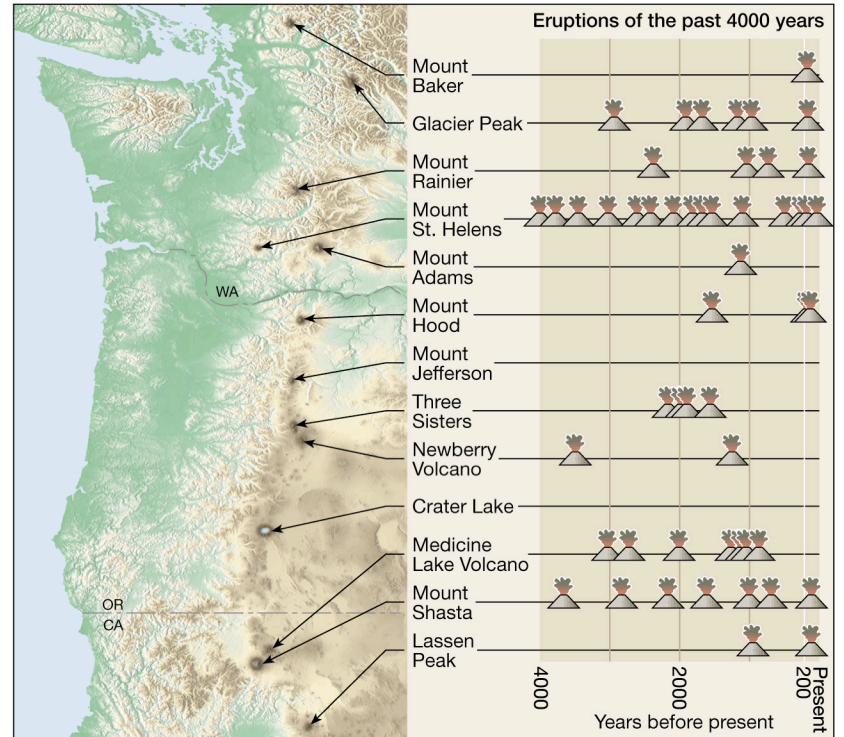 Eruptions of the past 4000 years
Mount
Baker
Glacier Peak
Mount
Rainier
Mount
St. Helens
Mount
Adams
WA
Mount
Hood
Mount
Jefferson
Three
Sisters
Newberry
Volcano
Crater Lake
Medicine
Lake Volcano
Mount
Shasta
OR
CA
Lassen
Peak
4000
2000
200
Present
Years before present